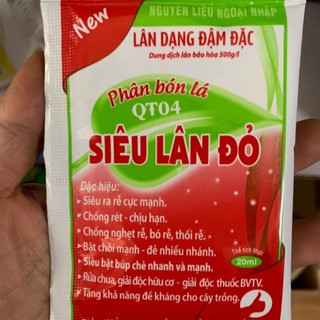 New
NGUYÊN LIỆU NGOẠI NHẬP
LÂN DẠNG ĐẬM ĐẶC
Dung dịch lân bão hòa 500g/l
Phân bón lá
QT04
SIÊU LÂN ĐỎ
Đặc hiệu:
• Siêu ra rễ cực mạnh.
• Chống rét - chịu hạn.
• Chống nghẹt rễ, bó rễ, thối rễ.
• Bật chồi mạnh - đẻ nhiều nhánh.
• Siêu bật búp chè nhanh và mạnh.
• Rửa chua, giải độc hữu cơ - giải độc thuốc BVTV.
• Tăng khả năng đề kháng cho cây trồng.
Thể tích thực
20ml